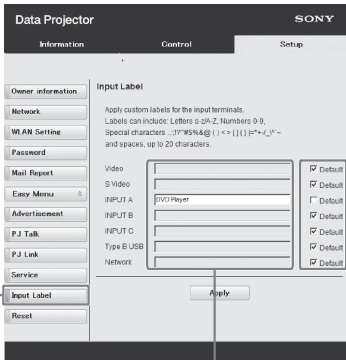 Data Projector SONY
Information Control Setup
Owner information
Network
WLAN Setting
Password
Mail Report
Easy Menu
Advertisement
PJ Talk
PJ Link
Service
Input Label
Reset
Input Label
Apply custom labels for the input terminals.
Labels can include: Letters a-z/A-Z, Numbers 0-9,
Special characters .,:;!?'"#$%&@ ( ) < > [ ] { } |=*+-/_\^`~
and spaces, up to 20 characters.
Video Default
S Video Default
INPUT A DVD Player Default
INPUT B Default
INPUT C Default
Type B USB Default
Network Default
Apply